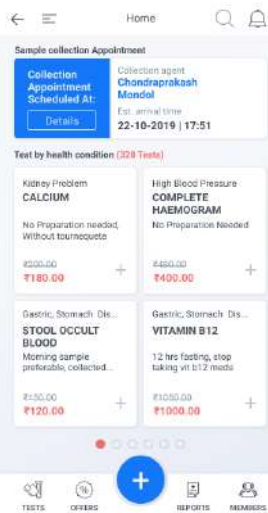 Home
Sample collection Appointment
Collection
Appointment
Scheduled At:
Details
Collection agent
Chondraprakash
Mondol
Est. arrival time
22-10-2019 | 17:51
Test by health condition (328 Tests)
Kidney Problem
CALCIUM
No Preparation needed,
Without tournequete
₹200.00
₹180.00
+
High Blood Pressure
COMPLETE
HAEMOGRAM
No Preparation Needed
₹400.00
+
Gastric, Stomach Dis...
STOOL OCCULT
BLOOD
Morning sample
preferable, collected...
₹150.00
₹120.00
+
Gastric, Stomach Dis...
VITAMIN B12
12 hrs fasting, stop
taking vit b12 meds
₹1050.00
₹1000.00
+
+
TESTS
OFFERS
REPORTS
MEMBERS